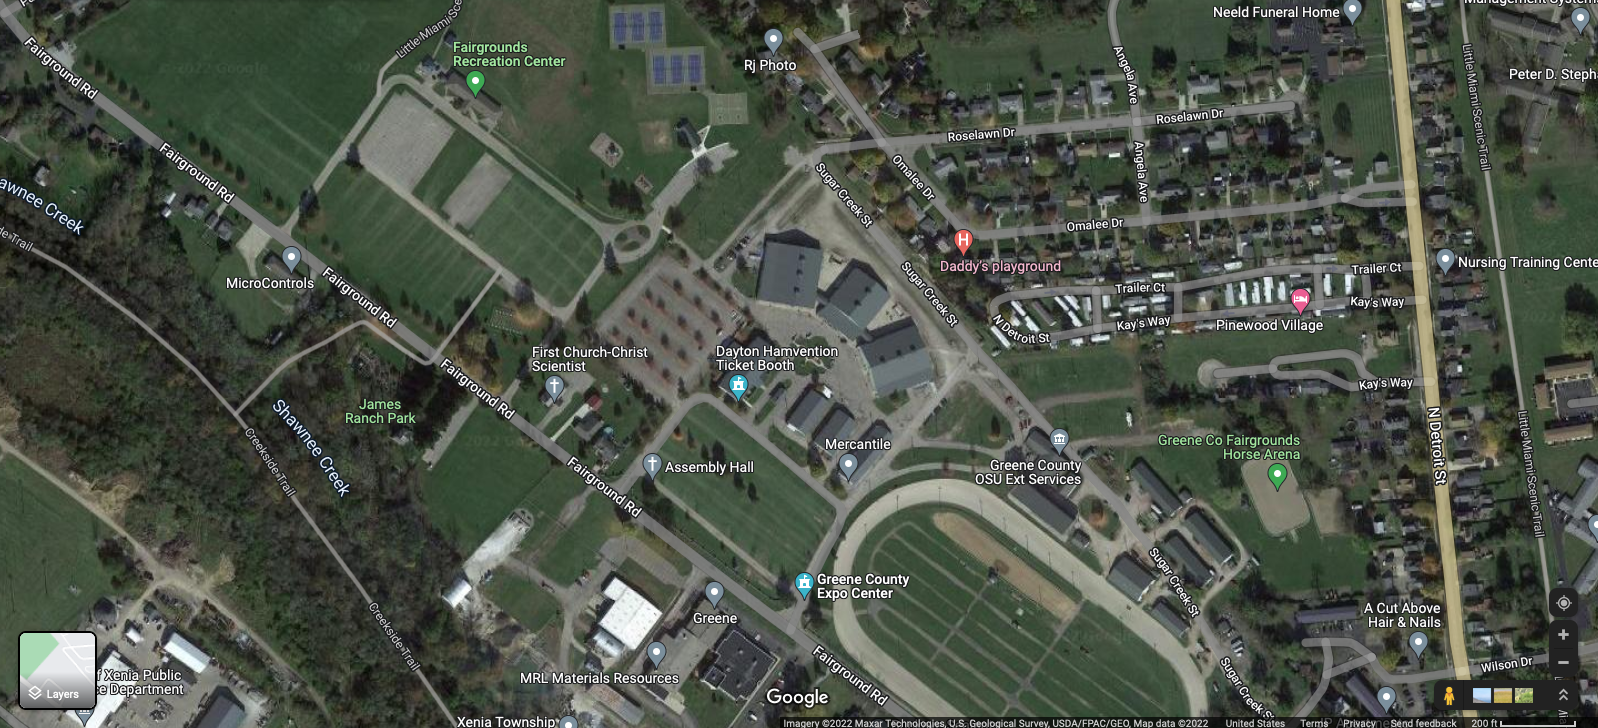 Neeld Funeral Home
Little Miami Scen
Fairground Rd
Fairgrounds
Recreation Center
Rj Photo
Angela Ave
Little Miami Scenic Trail
Peter D. Steph
Roselawn Dr
Roselawn Dr
Fairground Rd
Omalee Dr
Angela Ave
Sugar Creek St
awnee Creek
Omalee Dr
Daddy's playground
MicroControls
Fairground Rd
Sugar Creek St
Trailer Ct
Trailer Ct
Nursing Training Cente
N Detroit St
Kay's Way
Kay's Way
Pinewood Village
First Church-Christ
Scientist
Dayton Hamvention
Ticket Booth
Fairground Rd
Kay's Way
James
Ranch Park
Shawnee Creek
Creekside Trail
N Detroit St
Little Miami Scenic Trail
Mercantile
Greene Co Fairgrounds
Horse Arena
Assembly Hall
Greene County
OSU Ext Services
Fairground Rd
Sugar Creek St
Greene County
Expo Center
Greene
A Cut Above
Hair & Nails
Creekside Trail
MRL Materials Resources
Fairground Rd
Sugar Creek St
Wilson Dr
f Xenia Public
ce Department
Layers
Xenia Township
Google
Imagery ©2022 Maxar Technologies, U.S. Geological Survey, USDA/FPAC/GEO, Map data ©2022
United States
Terms
Privacy
Send feedback
200 ft